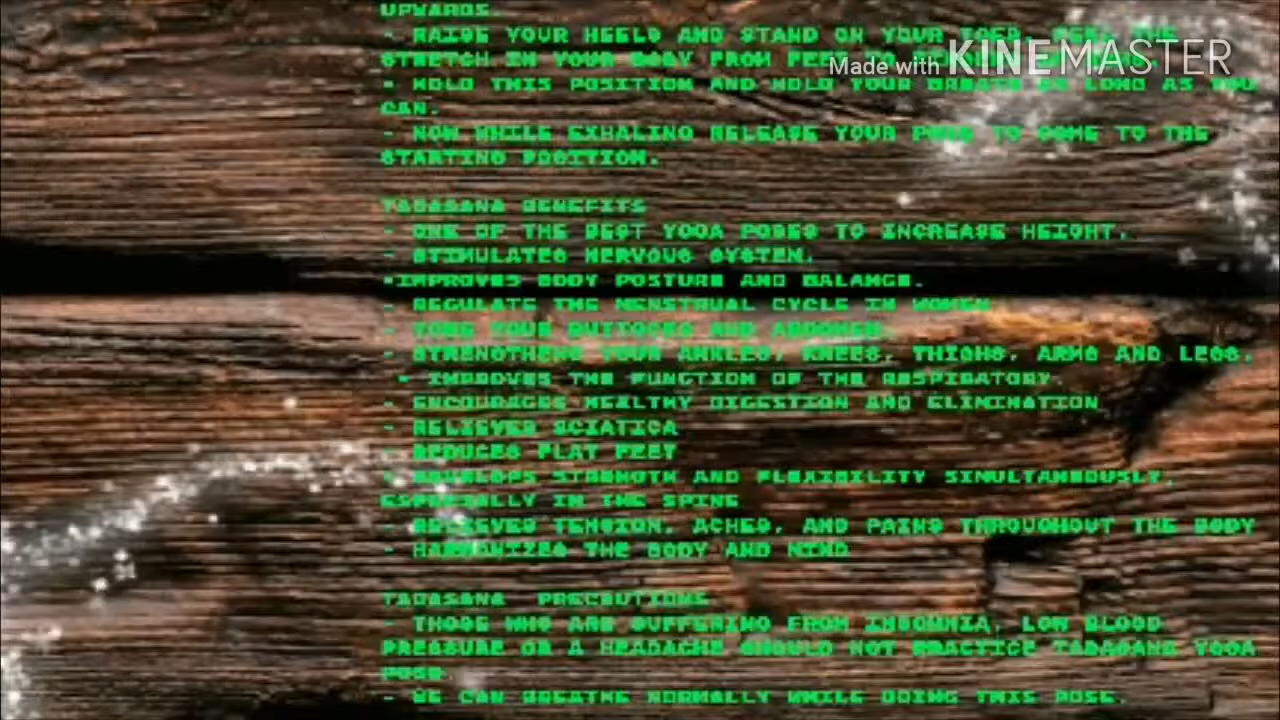 UPWARDS.
- RAISE YOUR HEELS AND STAND ON YOUR TOES. FEEL THE
STRETCH IN YOUR BODY FROM FEET TO
Made with KINEMASTER
- HOLD THIS POSITION AND HOLD YOUR BREATH AS LONG AS YOU
CAN.
- NOW WHILE EXHALING RELEASE YOUR POSE TO COME TO THE
STARTING POSITION.
TADASANA BENEFITS
- ONE OF THE BEST YOGA POSES TO INCREASE HEIGHT.
- STIMULATES NERVOUS SYSTEM.
-IMPROVES BODY POSTURE AND BALANCE.
- REGULATE THE MENSTRUAL CYCLE IN WOMEN
- TONE YOUR BUTTOCKS AND ABDOMEN.
- STRENGTHENS YOUR ANKLES, KNEES, THIGHS, ARMS AND LEGS.
- IMPROVES THE FUNCTION OF THE RESPIRATORY.
- ENCOURAGES HEALTHY DIGESTION AND ELIMINATION
- RELIEVES SCIATICA
- REDUCES FLAT FEET
- DEVELOPS STRENGTH AND FLEXIBILITY SIMULTANEOUSLY,
ESPECIALLY IN THE SPINE
- RELIEVES TENSION, ACHES, AND PAINS THROUGHOUT THE BODY
- HARMONIZES THE BODY AND MIND
TADASANA PRECAUTIONS
- THOSE WHO ARE SUFFERING FROM INSOMNIA, LOW BLOOD
PRESSURE OR A HEADACHE SHOULD NOT PRACTICE TADASANA YOGA
POSE.
- WE CAN BREATHE NORMALLY WHILE DOING THIS POSE.